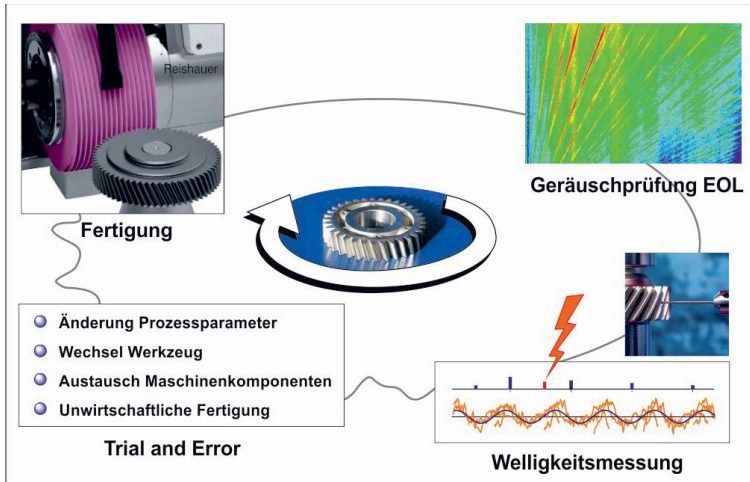 Reishauer
Fertigung
Geräuschprüfung EOL
Änderung Prozessparameter
Wechsel Werkzeug
Austausch Maschinenkomponenten
Unwirtschaftliche Fertigung
Trial and Error
Welligkeitsmessung